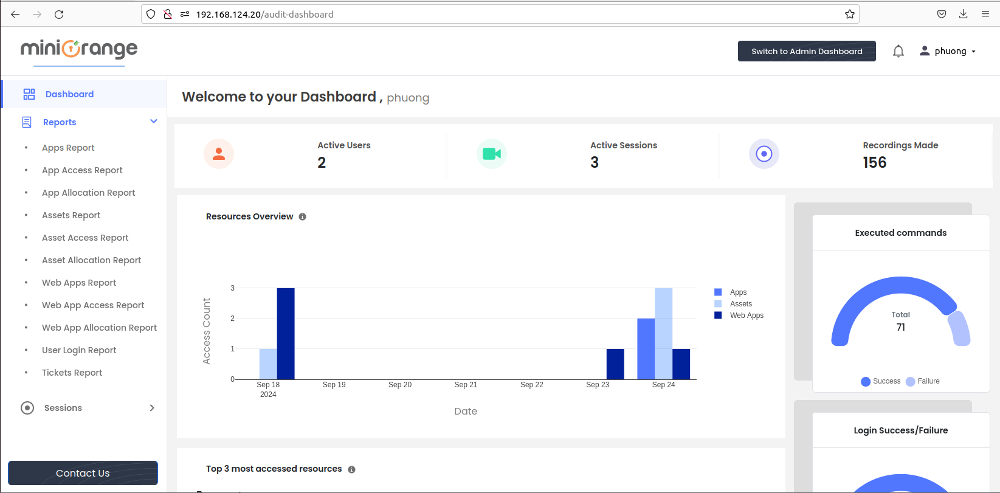 192.168.124.20/audit-dashboard
miniorange
Switch to Admin Dashboard
phuong
Dashboard
Reports
Apps Report
App Access Report
App Allocation Report
Assets Report
Asset Access Report
Asset Allocation Report
Web Apps Report
Web App Access Report
Web App Allocation Report
User Login Report
Tickets Report
Sessions
Contact Us
Welcome to your Dashboard , phuong
Active Users
2
Active Sessions
3
Recordings Made
156
Resources Overview
Access Count
3
2
1
0
Sep 18
2024
Sep 19
Sep 20
Sep 21
Sep 22
Sep 23
Sep 24
Date
Apps
Assets
Web Apps
Executed commands
Total
71
Success
Failure
Login Success/Failure
Top 3 most accessed resources